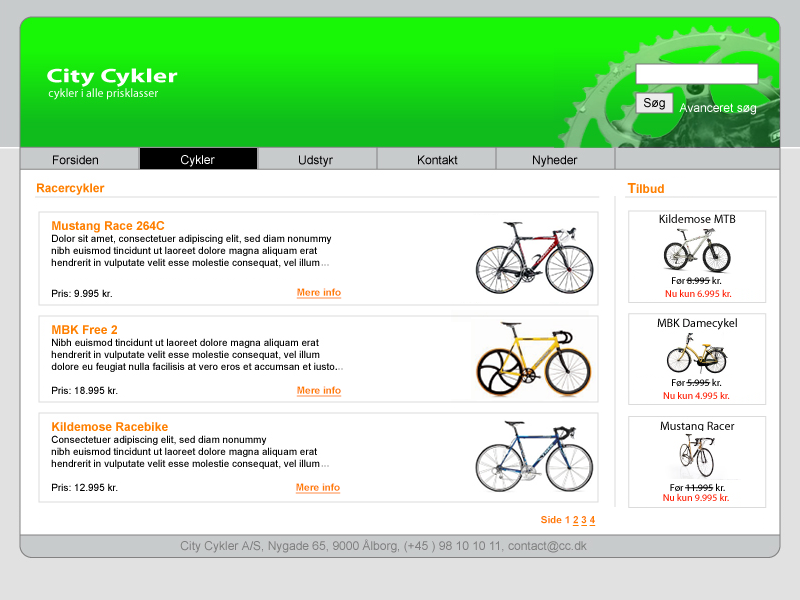 City Cykler
cykler i alle prisklasser
Søg
Avanceret søg
Forsiden
Cykler
Udstyr
Kontakt
Nyheder
Racercykler
Mustang Race 264C
Dolor sit amet, consectetuer adipiscing elit, sed diam nonummy
nibh euismod tincidunt ut laoreet dolore magna aliquam erat
hendrerit in vulputate velit esse molestie consequat, vel illum...
Pris: 9.995 kr.
Mere info
MBK Free 2
Nibh euismod tincidunt ut laoreet dolore magna aliquam erat
hendrerit in vulputate velit esse molestie consequat, vel illum
dolore eu feugiat nulla facilisis at vero eros et accumsan et iusto...
Pris: 18.995 kr.
Mere info
Kildemose Racebike
Consectetuer adipiscing elit, sed diam nonummy
nibh euismod tincidunt ut laoreet dolore magna aliquam erat
hendrerit in vulputate velit esse molestie consequat, vel illum...
Pris: 12.995 kr.
Mere info
Side 1 2 3 4
Tilbud
Kildemose MTB
Før 8.995 kr.
Nu kun 6.995 kr.
MBK Damecykel
Før 5.995 kr.
Nu kun 4.995 kr.
Mustang Racer
Før 11.995 kr.
Nu kun 9.995 kr.
City Cykler A/S, Nygade 65, 9000 Ålborg, (+45 ) 98 10 10 11, contact@cc.dk